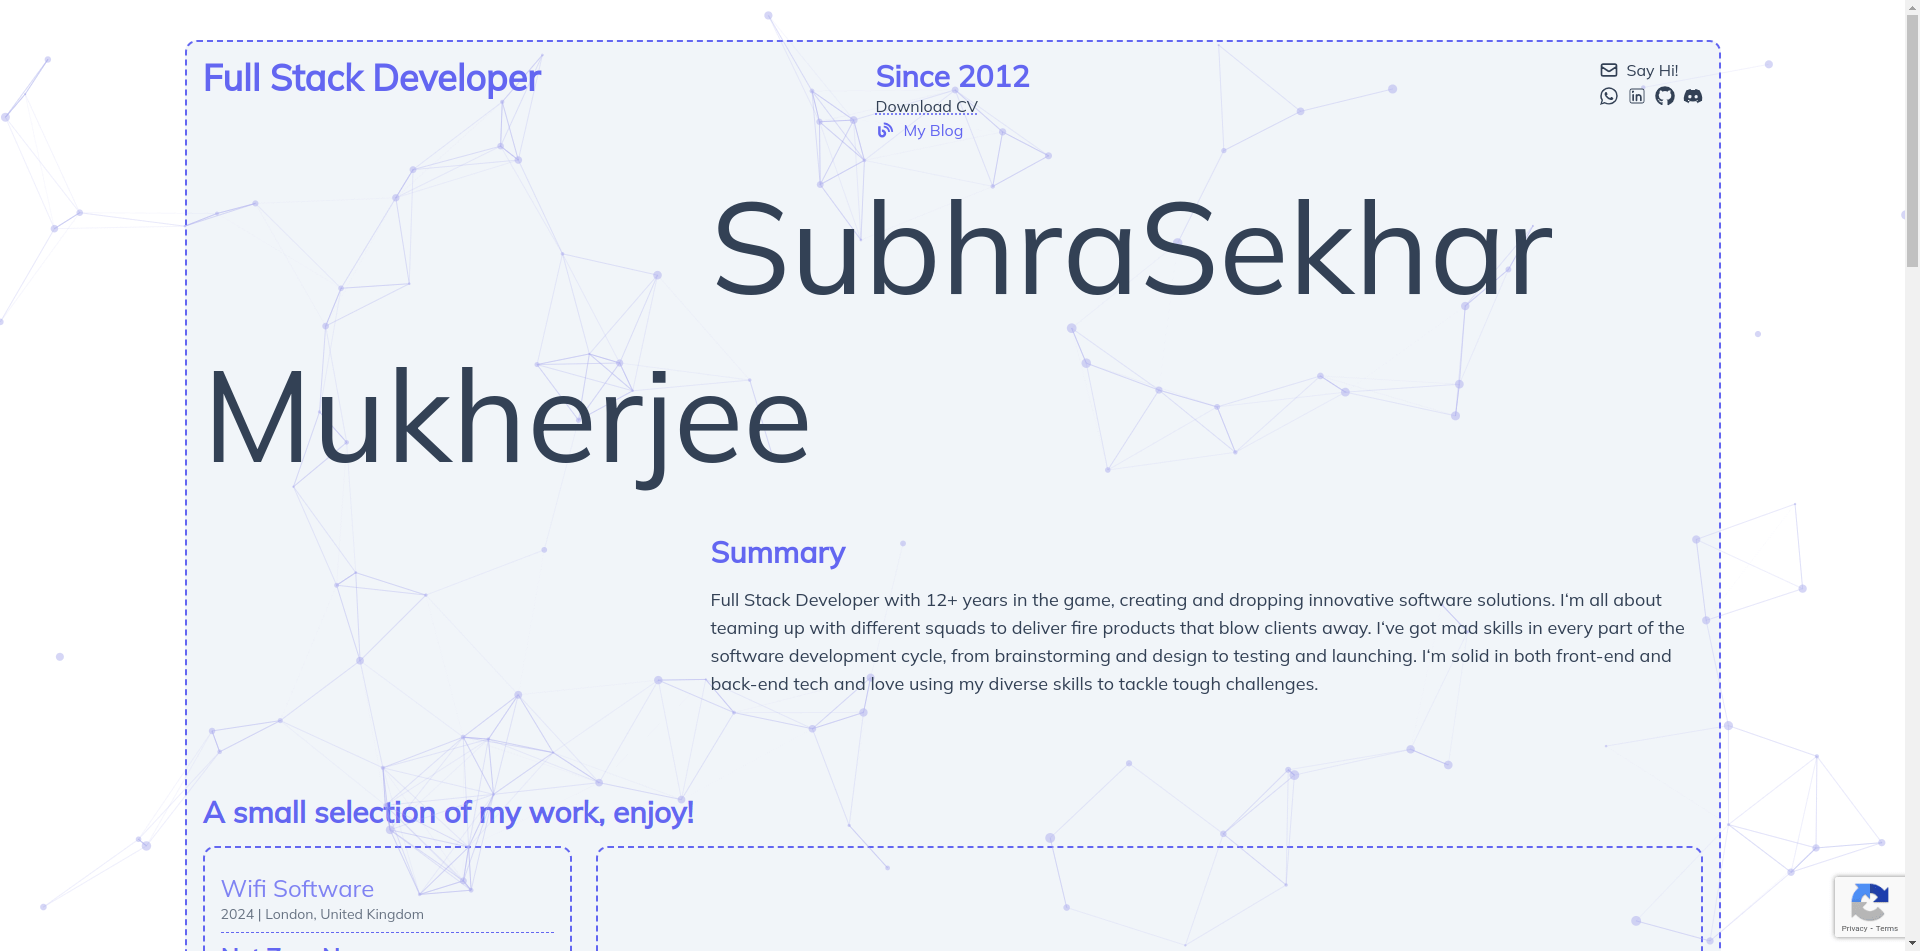 Full Stack Developer
Since 2012
Download CV
My Blog
Say Hi!
SubhraSekhar
Mukherjee
Summary
Full Stack Developer with 12+ years in the game, creating and dropping innovative software solutions. I'm all about
teaming up with different squads to deliver fire products that blow clients away. I've got mad skills in every part of the
software development cycle, from brainstorming and design to testing and launching. I'm solid in both front-end and
back-end tech and love using my diverse skills to tackle tough challenges.
A small selection of my work, enjoy!
Wifi Software
2024 | London, United Kingdom
Privacy - Terms